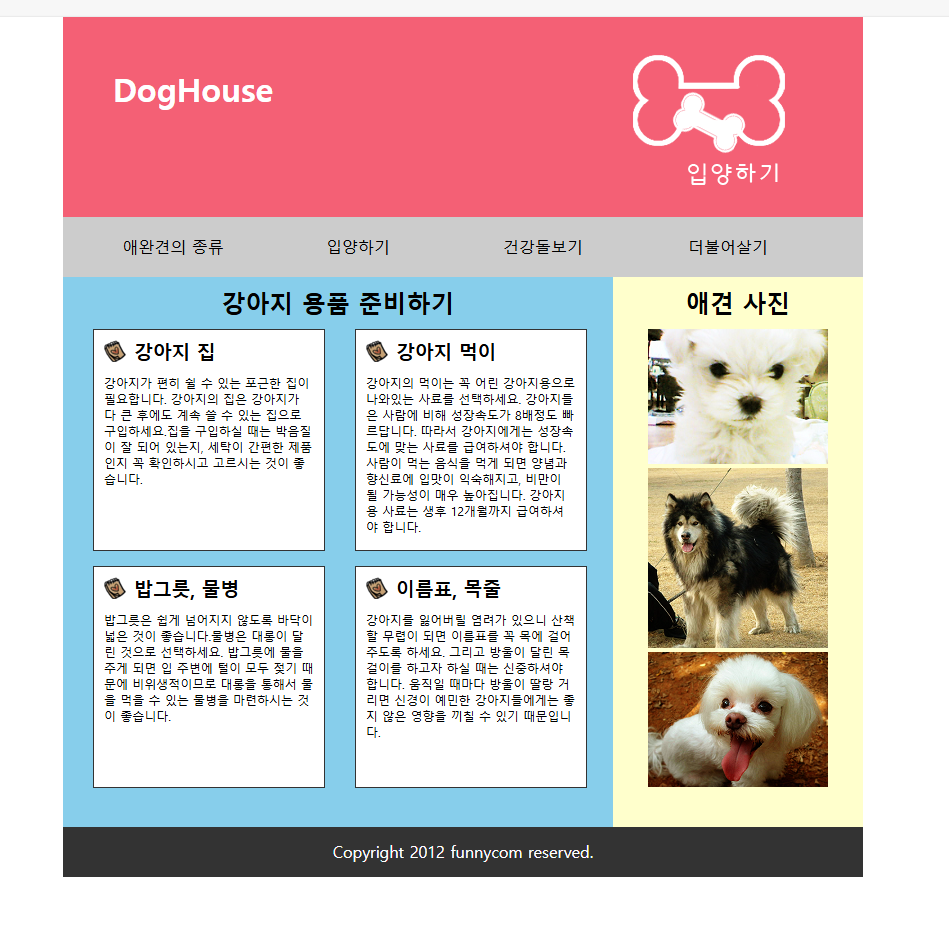 DogHouse
입양하기
애완견의 종류 입양하기 건강돌보기 더불어살기
강아지 용품 준비하기
강아지 집
강아지가 편히 쉴 수 있는 포근한 집이
필요합니다. 강아지의 집은 강아지가
다 큰 후에도 계속 쓸 수 있는 집으로
구입하세요.집을 구입하실 때는 박음질
이 잘 되어 있는지, 세탁이 간편한 제품
인지 꼭 확인하시고 고르시는 것이 좋
습니다.
강아지 먹이
강아지의 먹이는 꼭 어린 강아지용으로
나와있는 사료를 선택하세요. 강아지들
은 사람에 비해 성장속도가 8배정도 빠
르답니다. 따라서 강아지에게는 성장속
도에 맞는 사료를 급여하셔야 합니다.
사람이 먹는 음식을 먹게 되면 양념과
향신료에 입맛이 익숙해지고, 비만이
될 가능성이 매우 높아집니다. 강아지
용 사료는 생후 12개월까지 급여하셔
야 합니다.
밥그릇, 물병
밥그릇은 쉽게 넘어지지 않도록 바닥이
넓은 것이 좋습니다.물병은 대롱이 달
린 것으로 선택하세요. 밥그릇에 물을
주게 되면 입 주변에 털이 모두 젖기 때
문에 비위생적이므로 대롱을 통해서 물
을 먹을 수 있는 물병을 마련하시는 것
이 좋습니다.
이름표, 목줄
강아지를 잃어버릴 염려가 있으니 산책
할 무렵이 되면 이름표를 꼭 목에 걸어
주도록 하세요. 그리고 방울이 달린 목
걸이를 하고자 하실 때는 신중하셔야
합니다. 움직일 때마다 방울이 딸랑 거
리면 신경이 예민한 강아지들에게는 좋
지 않은 영향을 끼칠 수 있기 때문입니
다.
애견 사진
Copyright 2012 funnycom reserved.